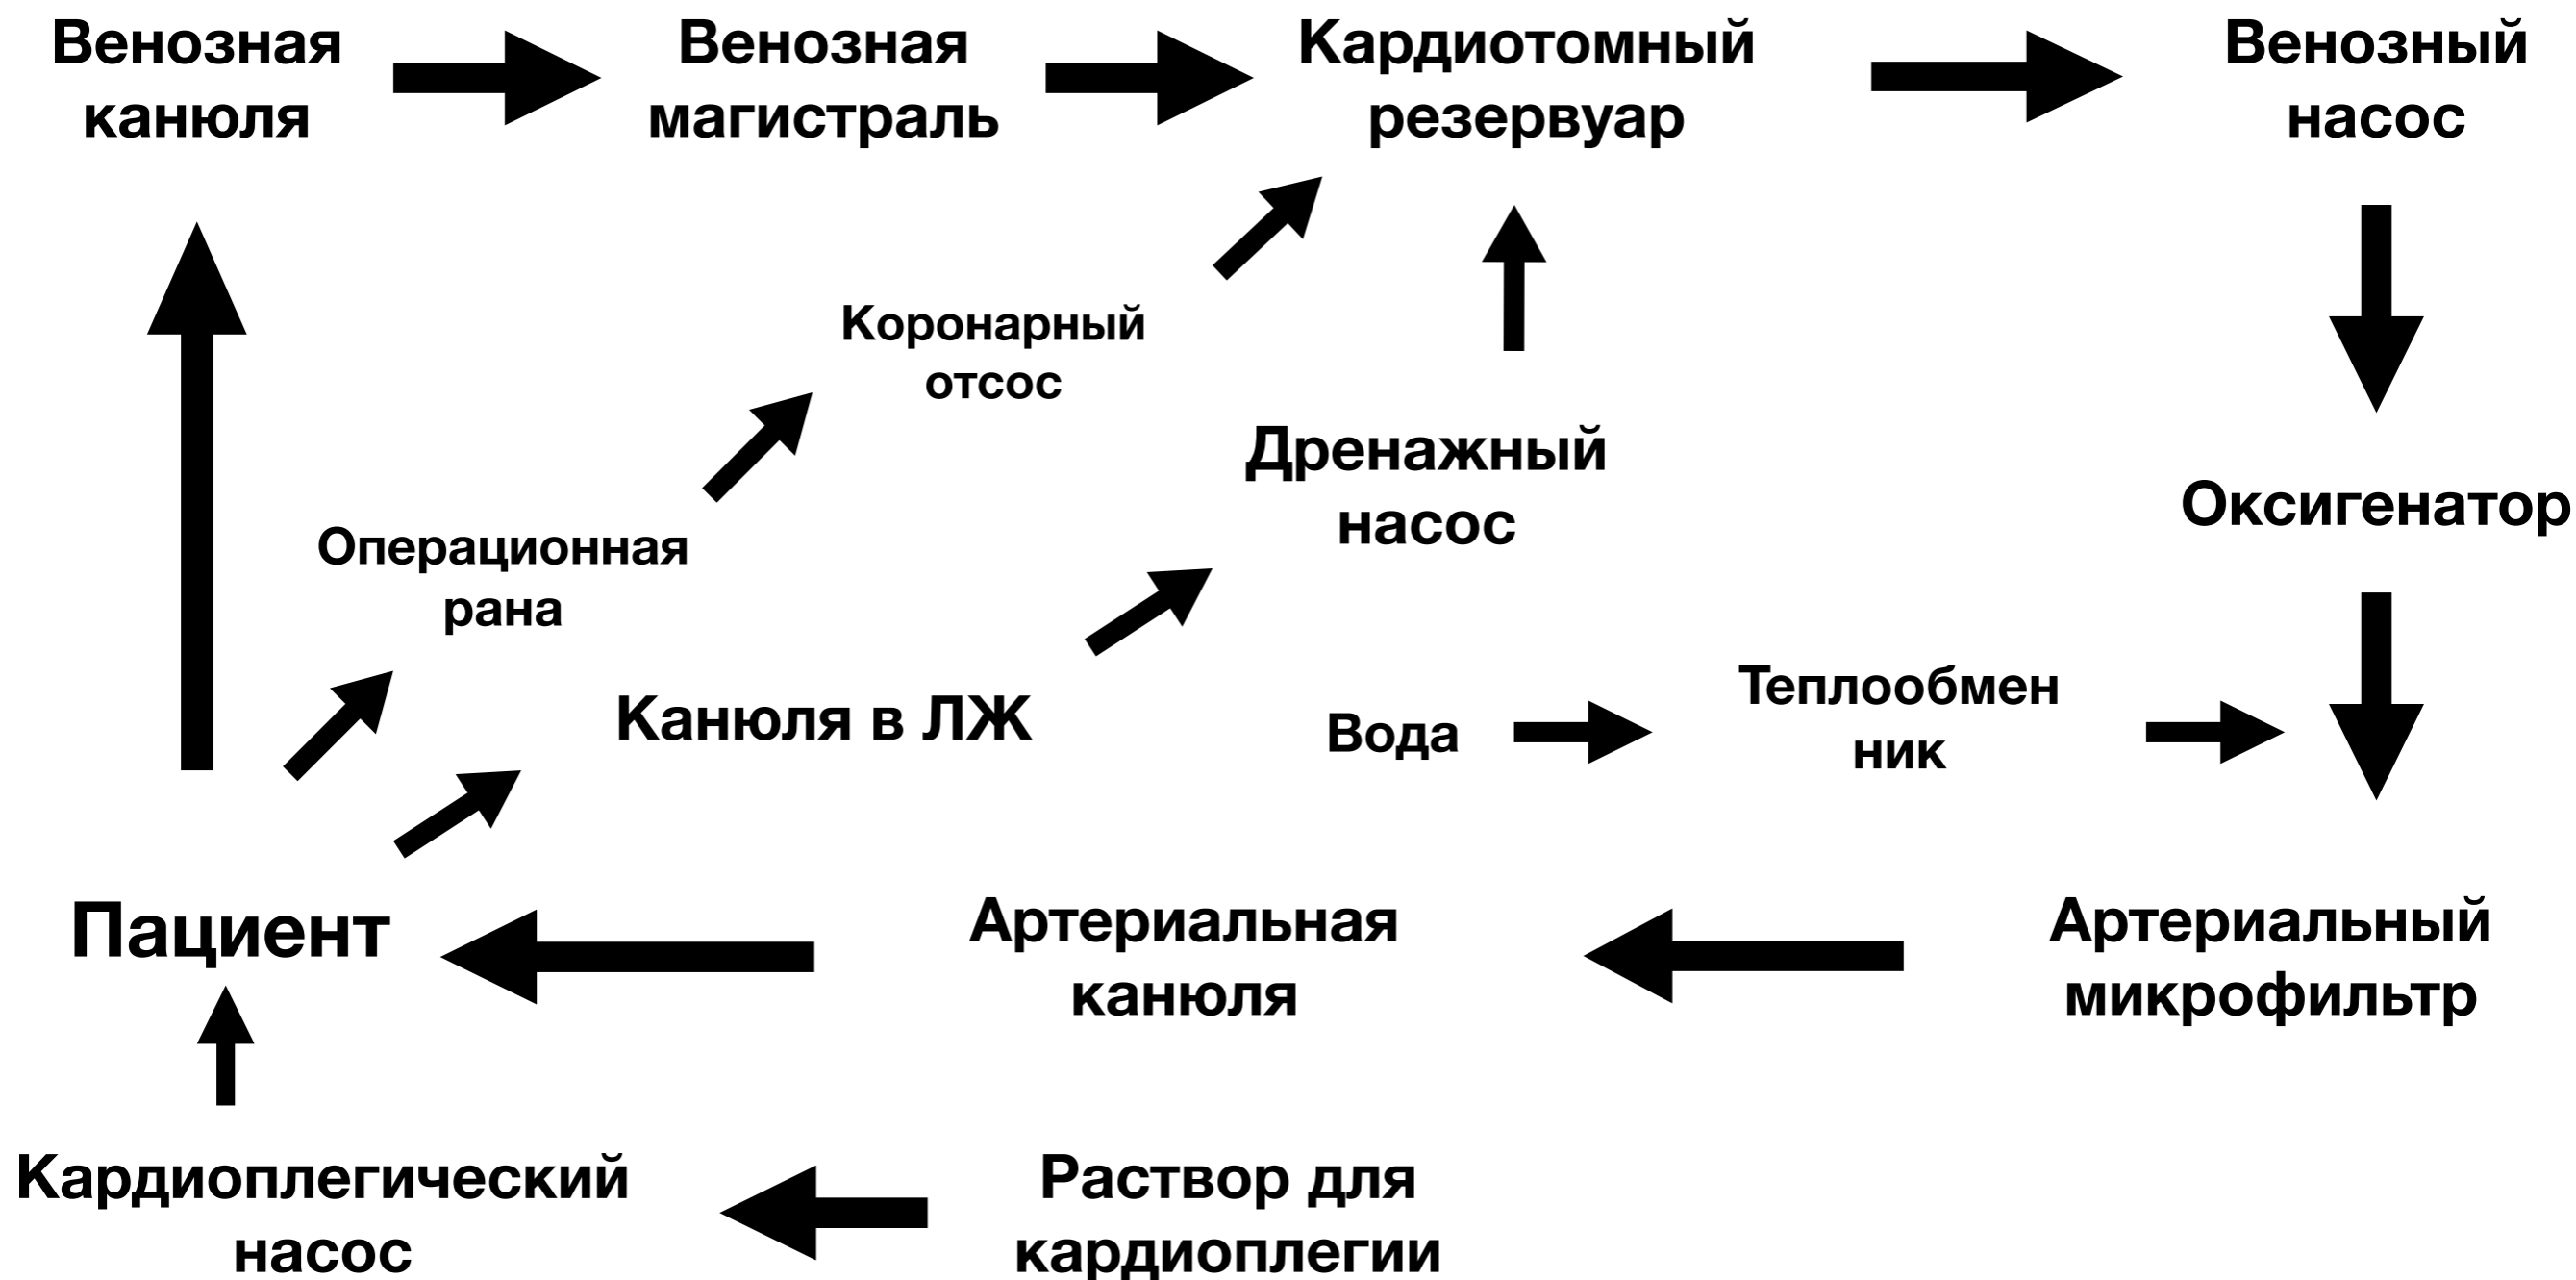 Венозная
канюля
Венозная
магистраль
Кардиотомный
резервуар
Венозный
насос
Коронарный
отсос
Дренажный
насос
Оксигенатор
Операционная
рана
Канюля в ЛЖ
Вода
Теплообмен
ник
Пациент
Артериальная
канюля
Артериальный
микрофильтр
Кардиоплегический
насос
Раствор для
кардиоплегии